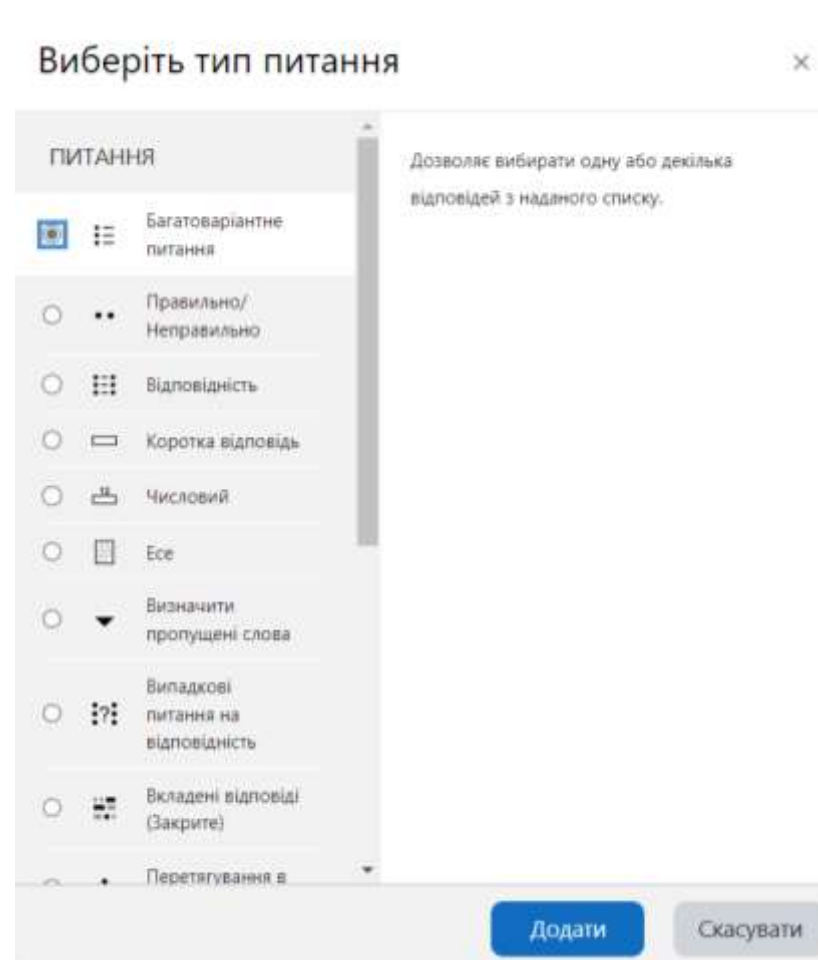 Виберіть тип питання
ПИТАННЯ
Дозволяє вибирати одну або декілька
відповідей з наданого списку.
Багатоваріантне
питання
Правильно/
Неправильно
Відповідність
Коротка відповідь
Числовий
Есе
Визначити
пропущені слова
Випадкові
питання на
відповідність
Вкладені відповіді
(Закрите)
Перетягування в
Додати
Скасувати